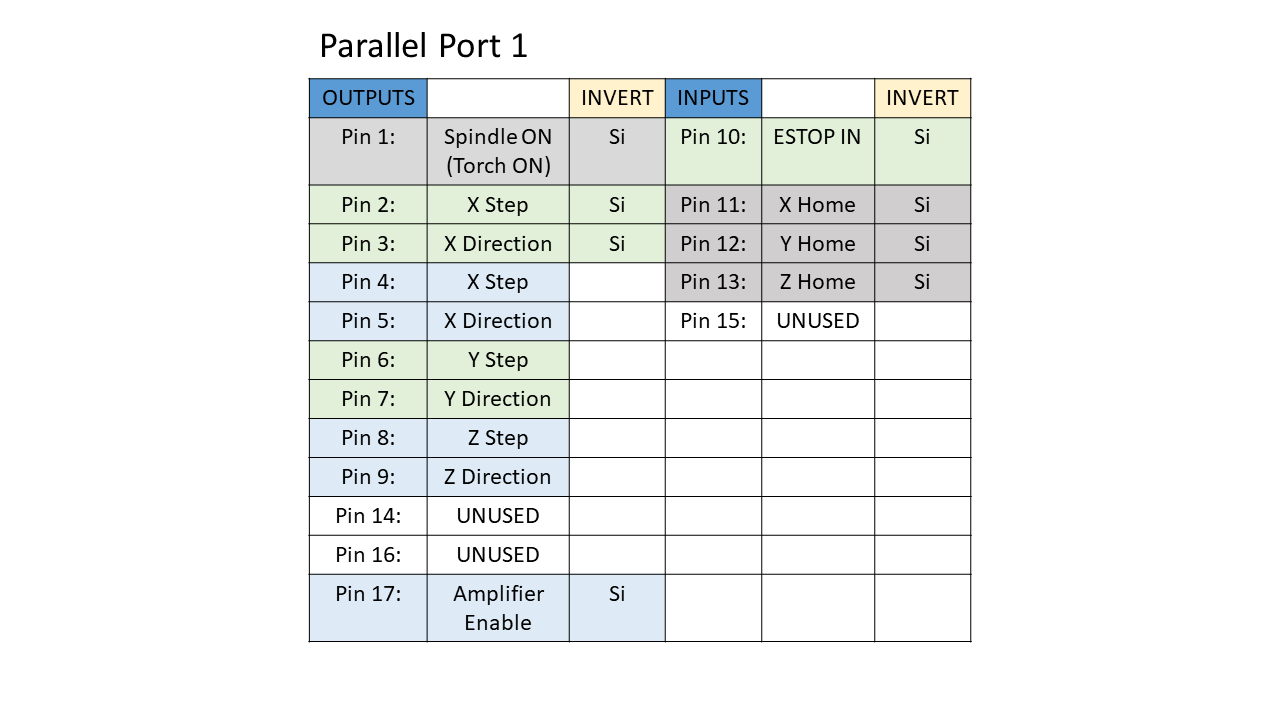 Parallel Port 1
OUTPUTS INVERT INPUTS INVERT
Pin 1: Spindle ON Si Pin 10: ESTOP IN Si
(Torch ON)
Pin 2: X Step Si Pin 11: X Home Si
Pin 3: X Direction Si Pin 12: Y Home Si
Pin 4: X Step Pin 13: Z Home Si
Pin 5: X Direction Pin 15: UNUSED
Pin 6: Y Step
Pin 7: Y Direction
Pin 8: Z Step
Pin 9: Z Direction
Pin 14: UNUSED
Pin 16: UNUSED
Pin 17: Amplifier Si
Enable